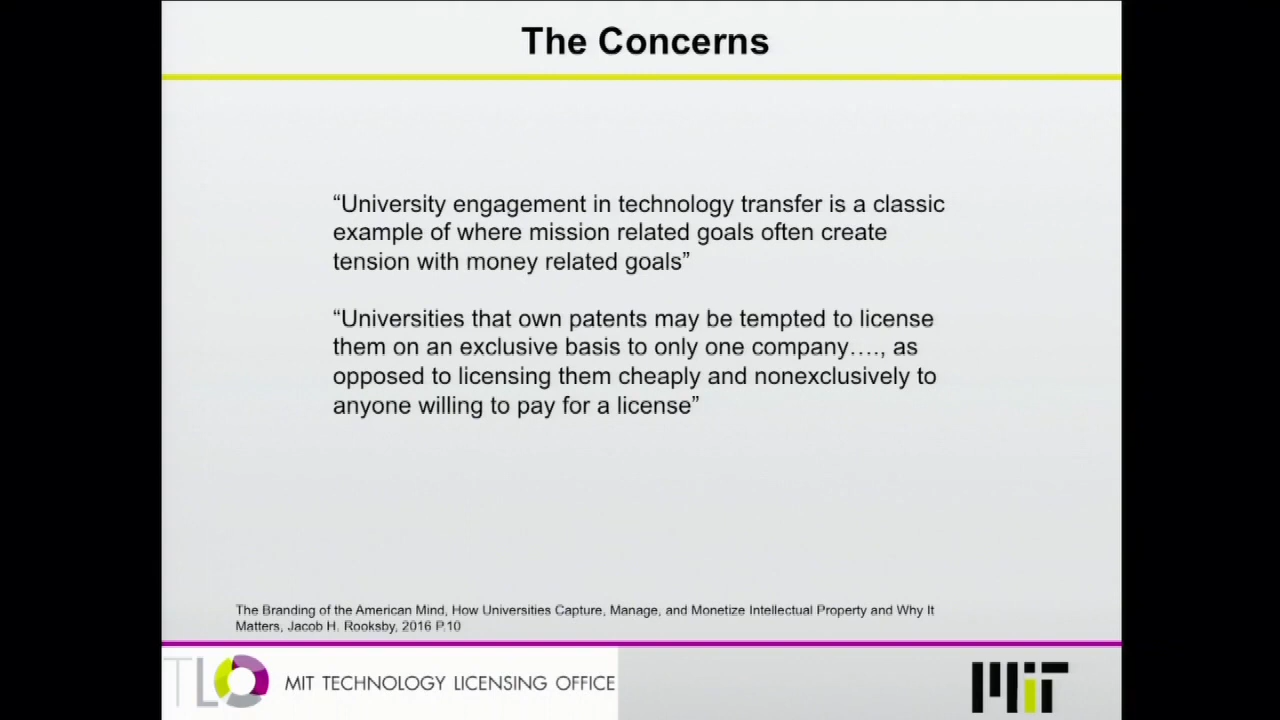 The Concerns
“University engagement in technology transfer is a classic
example of where mission related goals often create
tension with money related goals”
“Universities that own patents may be tempted to license
them on an exclusive basis to only one company…., as
opposed to licensing them cheaply and nonexclusively to
anyone willing to pay for a license”
The Branding of the American Mind, How Universities Capture, Manage, and Monetize Intellectual Property and Why It
Matters, Jacob H. Rooksby, 2016 P.10
TLO MIT TECHNOLOGY LICENSING OFFICE
MIT